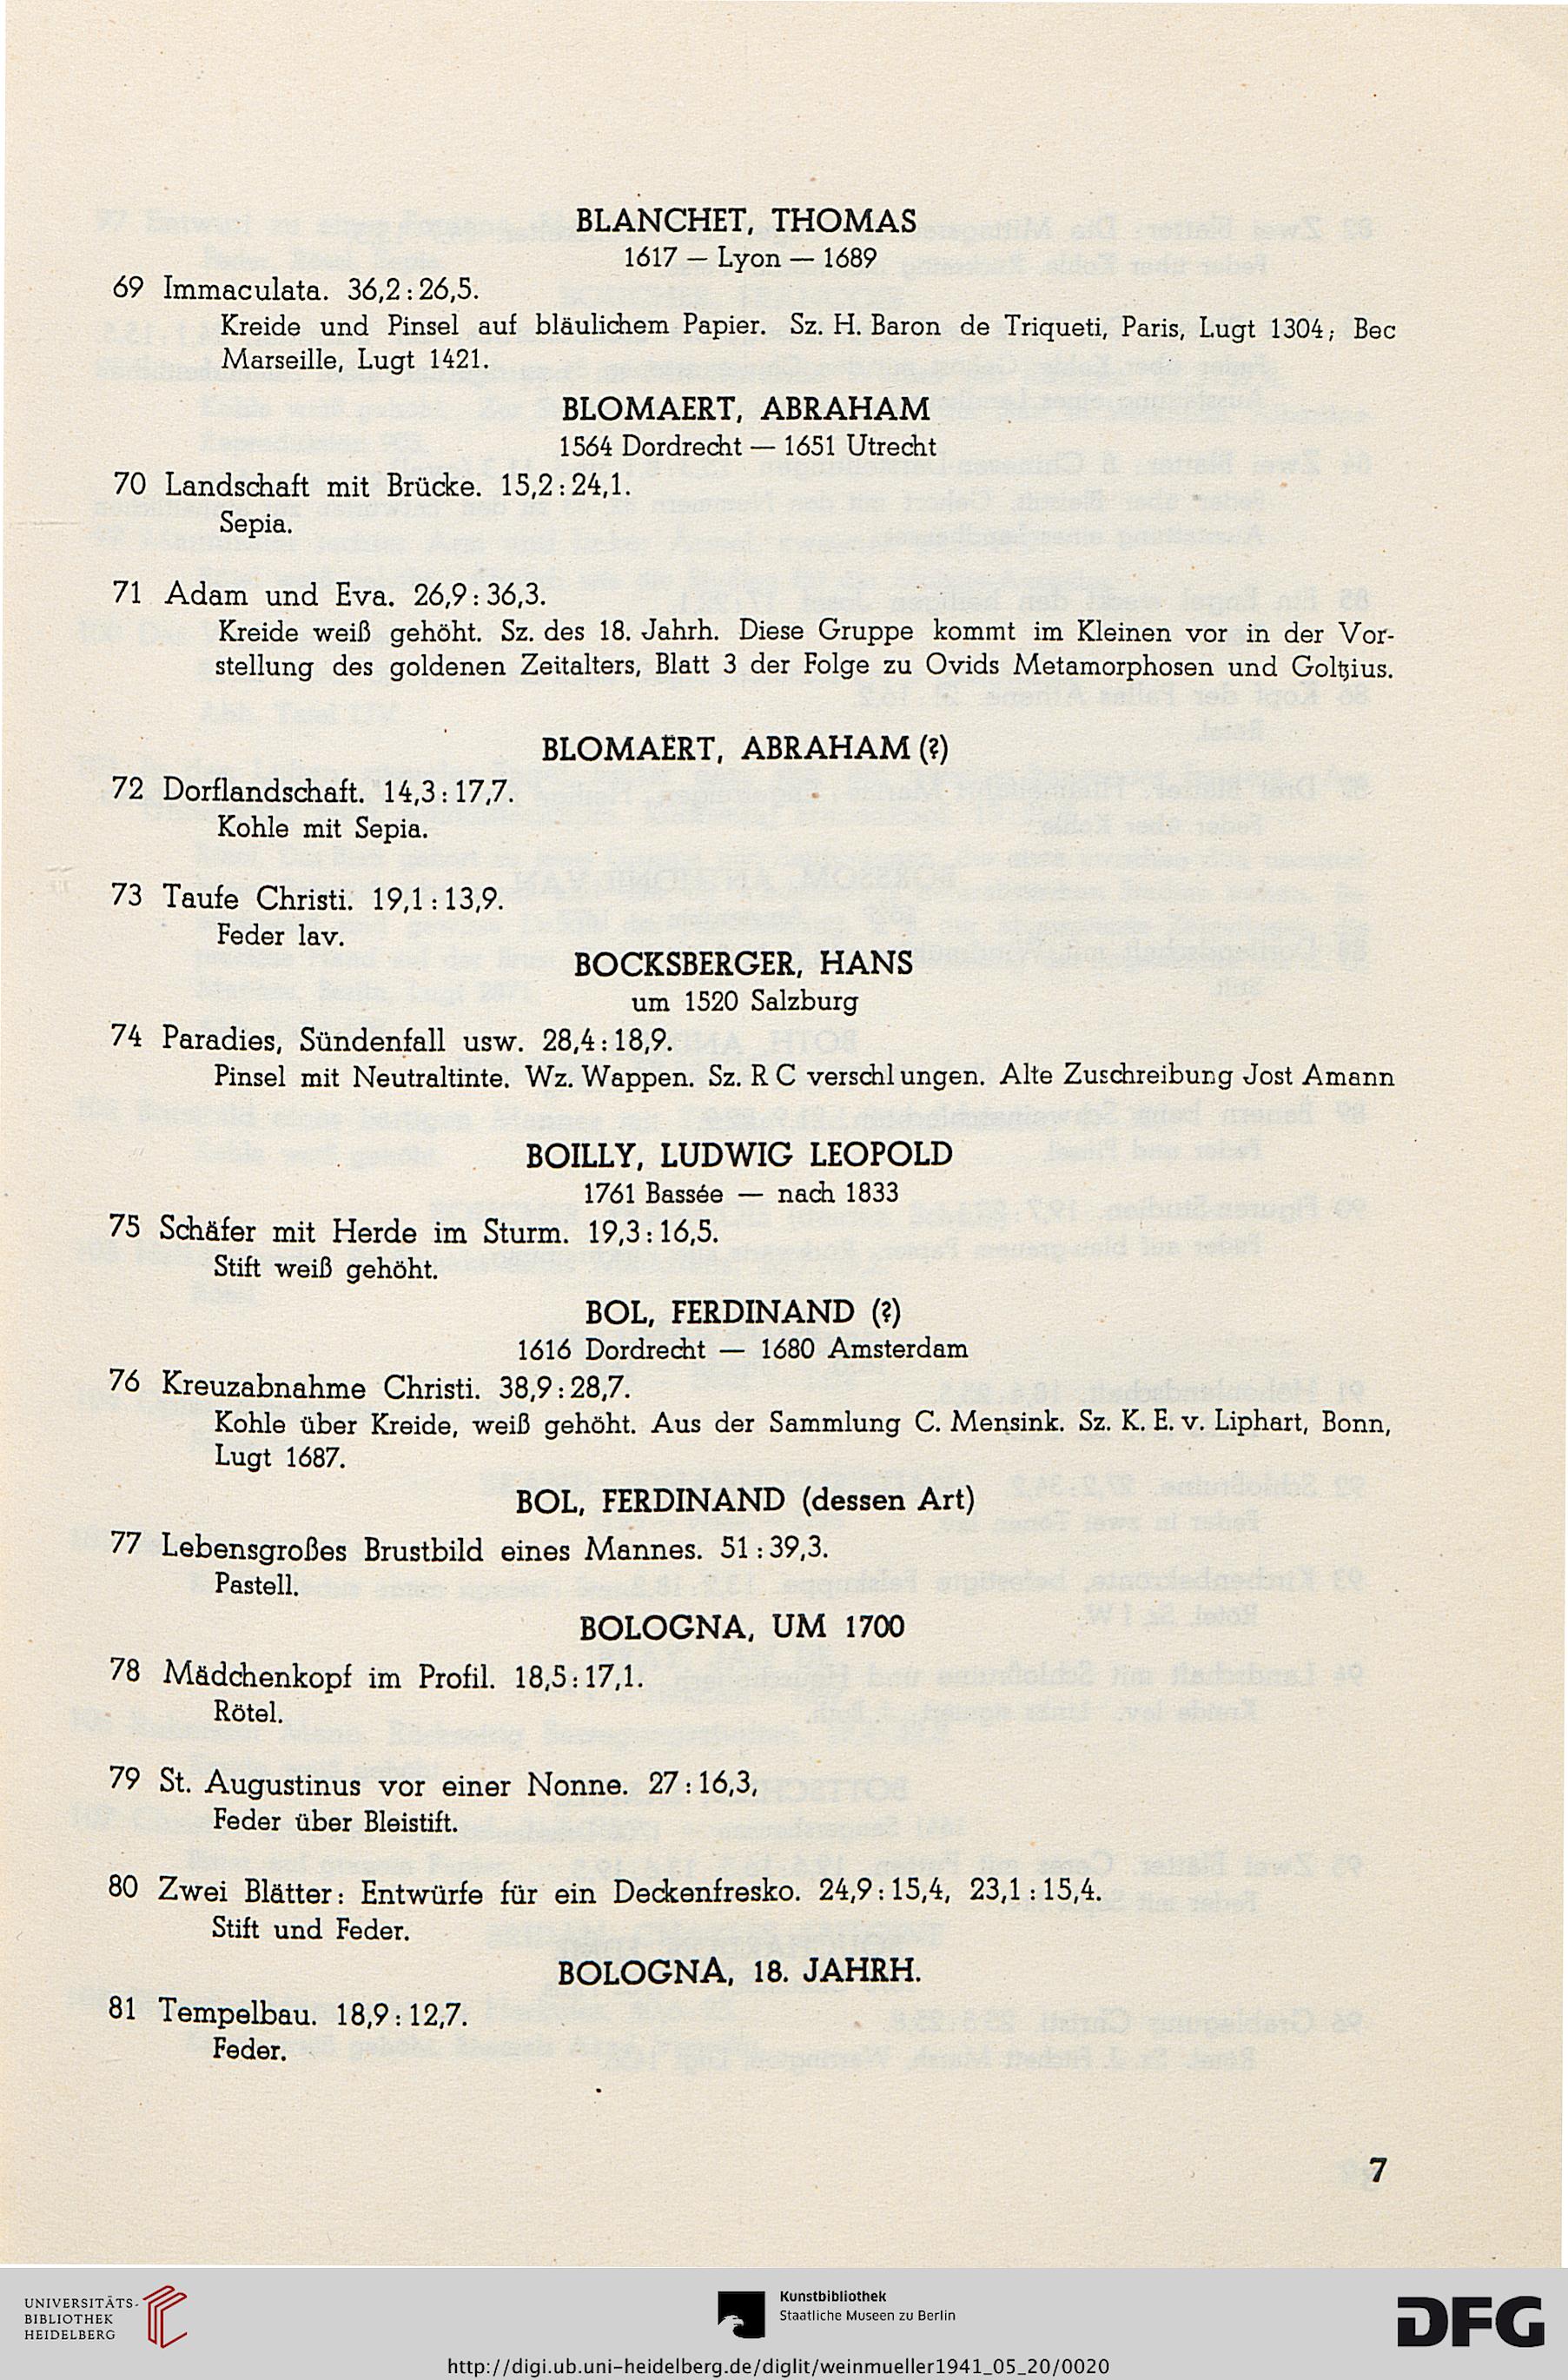 BLANCHET, THOMAS
1617 — Lyon — 1689
69 Immaculata. 36,2 : 26,5.
Kreide und Pinsel auf bläulichem Papier. Sz. H. Baron de Triqueti, Paris, Lugt 1304; Bec
Marseille, Lugt 1421.
BLOMAERT, ABRAHAM
1564 Dordrecht — 1651 Utrecht
70 Landschaft mit Brücke. 15,2 : 24,1.
Sepia.
71 Adam und Eva. 26,9 : 36,3.
Kreide weiß gehöht. Sz. des 18. Jahrh. Diese Gruppe kommt im Kleinen vor in der Vor-
stellung des goldenen Zeitalters, Blatt 3 der Folge zu Ovids Metamorphosen und Goltzius.
BLOMAËRT, ABRAHAM (?)
72 Dorflandschaft. 14,3 : 17,7.
Kohle mit Sepia.
73 Taufe Christi. 19,1 : 13,9.
Feder lav.
BOCKSBERGER, HANS
um 1520 Salzburg
74 Paradies, Sündenfall usw. 28,4 : 18,9.
Pinsel mit Neutraltinte. Wz. Wappen. Sz. R C verschlungen. Alte Zuschreibung Jost Amann
BOILLY, LUDWIG LEOPOLD
1761 Bassée — nach 1833
75 Schäfer mit Herde im Sturm. 19,3 : 16,5.
Stift weiß gehöht.
BOL, FERDINAND (?)
1616 Dordrecht — 1680 Amsterdam
76 Kreuzabnahme Christi. 38,9 : 28,7.
Kohle über Kreide, weiß gehöht. Aus der Sammlung C. Mensink. Sz. K. E. v. Liphart, Bonn,
Lugt 1687.
BOL, FERDINAND (dessen Art)
77 Lebensgroßes Brustbild eines Mannes. 51 : 39,3.
Pastell.
BOLOGNA, UM 1700
78 Mädchenkopf im Profil. 18,5 : 17,1.
Rötel.
79 St. Augustinus vor einer Nonne. 27 : 16,3,
Feder über Bleistift.
80 Zwei Blätter: Entwürfe für ein Deckenfresko. 24,9 : 15,4, 23,1 : 15,4.
Stift und Feder.
BOLOGNA, 18. JAHRH.
81 Tempelbau. 18,9 : 12,7.
Feder.
7
UNIVERSITÄTS-
BIBLIOTHEK
HEIDELBERG
Kunstbibliothek
Staatliche Museen zu Berlin
DFG
http://digi.ub.uni-heidelberg.de/diglit/weinmueller1941_05_20/0020